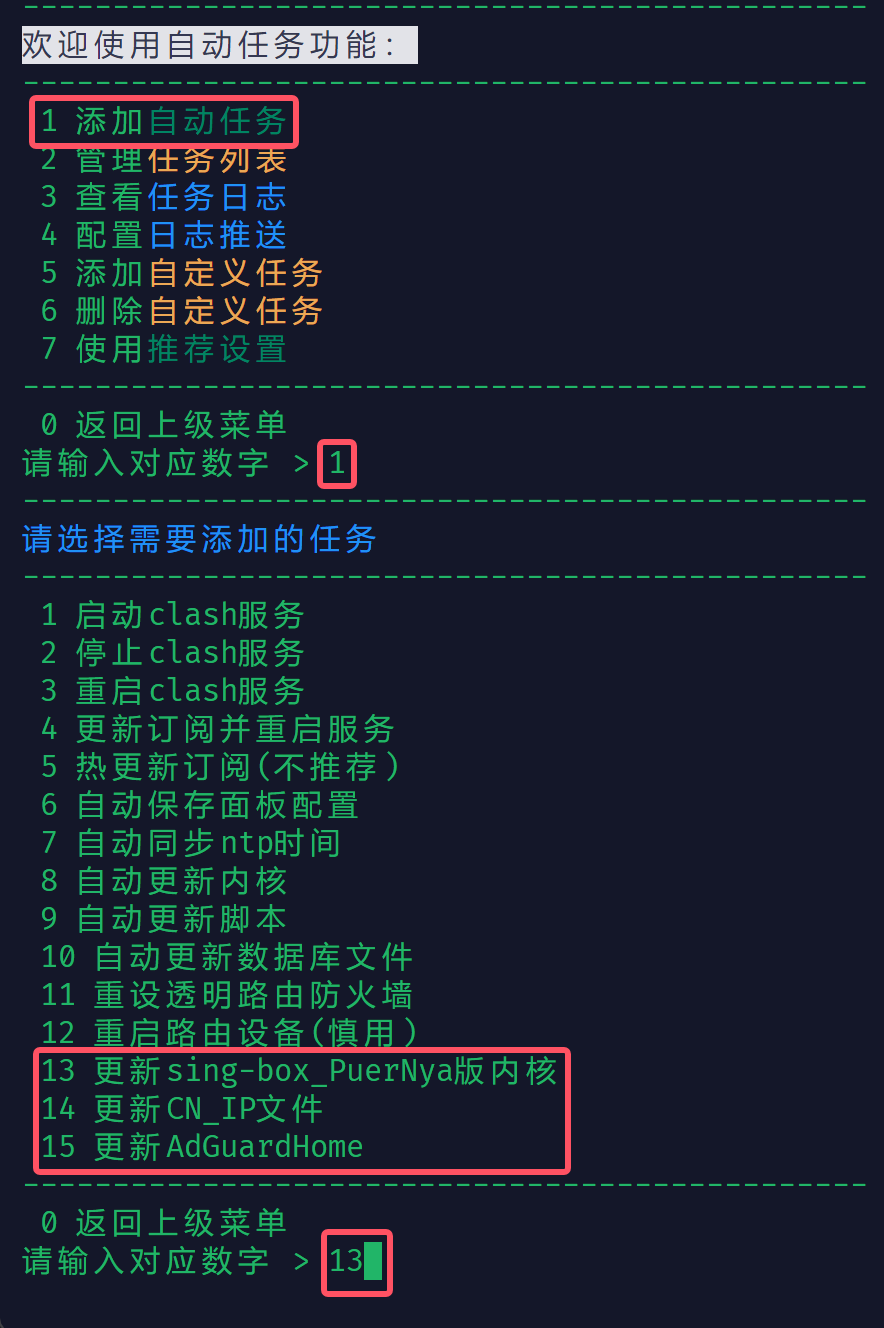 -----------------------------------------------
欢迎使用自动任务功能：
-----------------------------------------------
1 添加自动任务
2 管理任务列表
3 查看任务日志
4 配置日志推送
5 添加自定义任务
6 删除自定义任务
7 使用推荐设置
-----------------------------------------------
0 返回上级菜单
请输入对应数字 > 1
-----------------------------------------------
请选择需要添加的任务
-----------------------------------------------
1 启动clash服务
2 停止clash服务
3 重启clash服务
4 更新订阅并重启服务
5 热更新订阅(不推荐)
6 自动保存面板配置
7 自动同步ntp时间
8 自动更新内核
9 自动更新脚本
10 自动更新数据库文件
11 重设透明路由防火墙
12 重启路由设备(慎用)
13 更新sing-box_PuerNya版内核
14 更新CN_IP文件
15 更新AdGuardHome
-----------------------------------------------
0 返回上级菜单
请输入对应数字 > 13